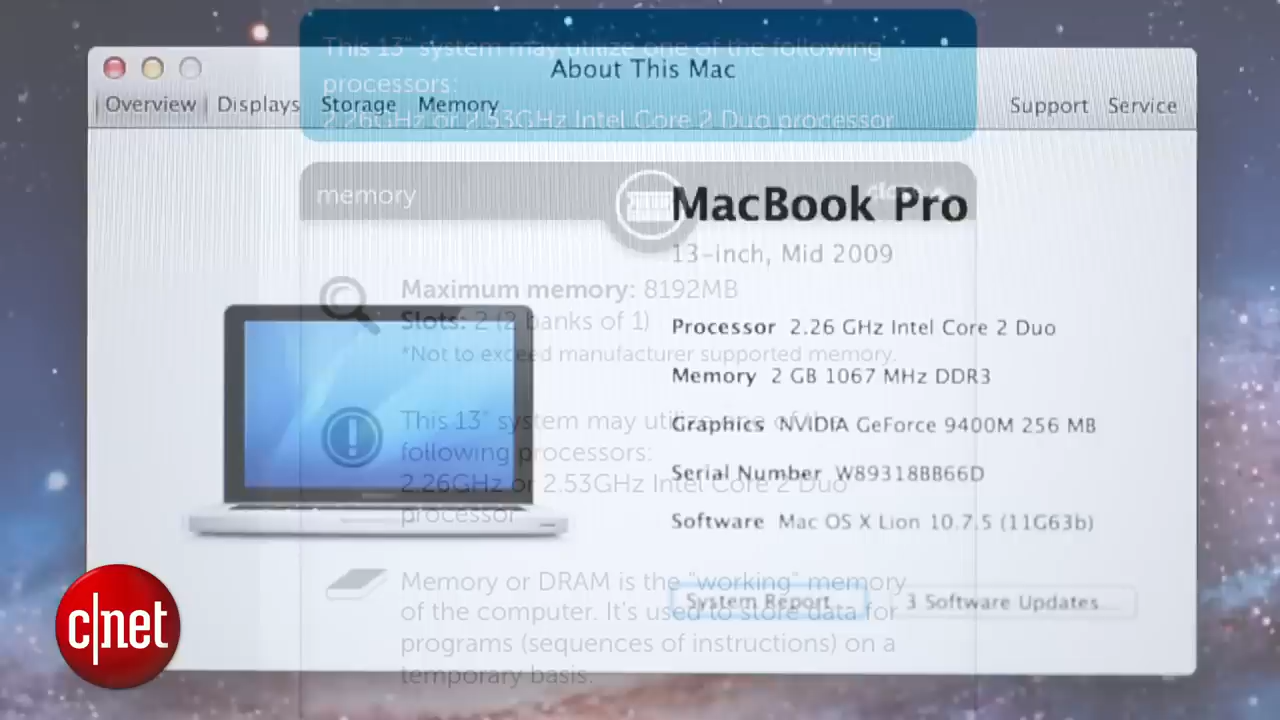 This 13" system may utilize one of the following
processors:
2.26GHz or 2.53GHz Intel Core 2 Duo processor
About This Mac
Overview Displays Storage Memory Support Service
memory
MacBook Pro
13-inch, Mid 2009
Maximum memory: 8192MB
Slots: 2 (2 banks of 1)
*Not to exceed manufacturer supported memory.
Processor 2.26 GHz Intel Core 2 Duo
Memory 2 GB 1067 MHz DDR3
Graphics NVIDIA GeForce 9400M 256 MB
Serial Number W89318BB66D
Software Mac OS X Lion 10.7.5 (11G63b)
This 13" system may utilize one of the
following processors:
2.26GHz or 2.53GHz Intel Core 2 Duo
processor
System Report...
3 Software Updates...
Memory or DRAM is the "working" memory
of the computer. It's used to store data for
programs (sequences of instructions) on a
temporary basis.
c|net